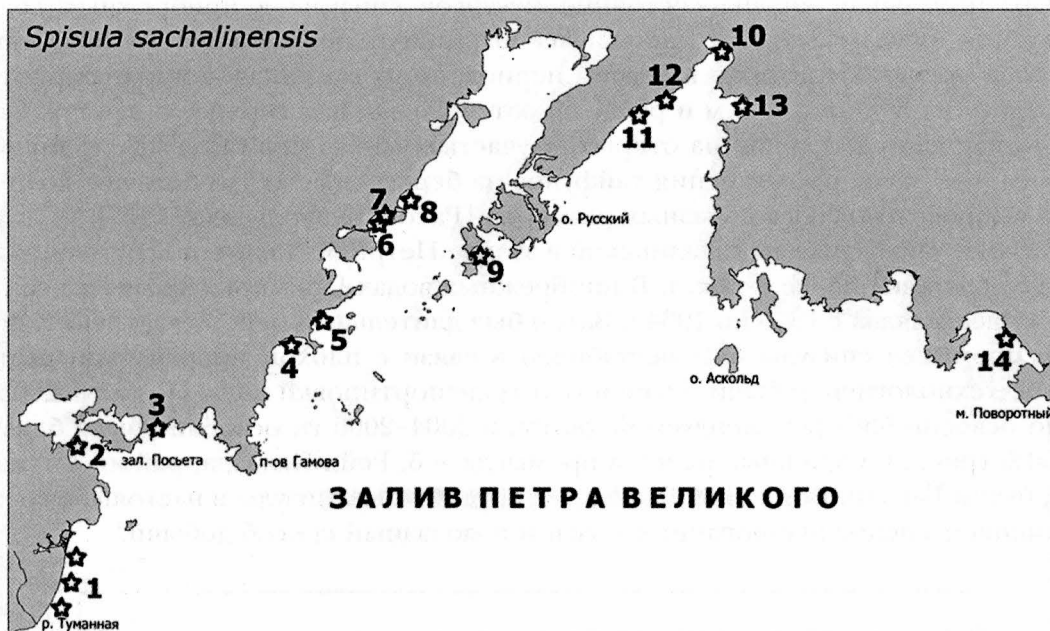 Spisula sachalinensis
10
12
13
11
7
8
о. Русский
6
9
5
4
14
о. Аскольд
3
м. Поворотный
2
зал. Посьета
п-ов Гамова
ЗАЛИВ ПЕТРА ВЕЛИКОГО
1
р. Туманная